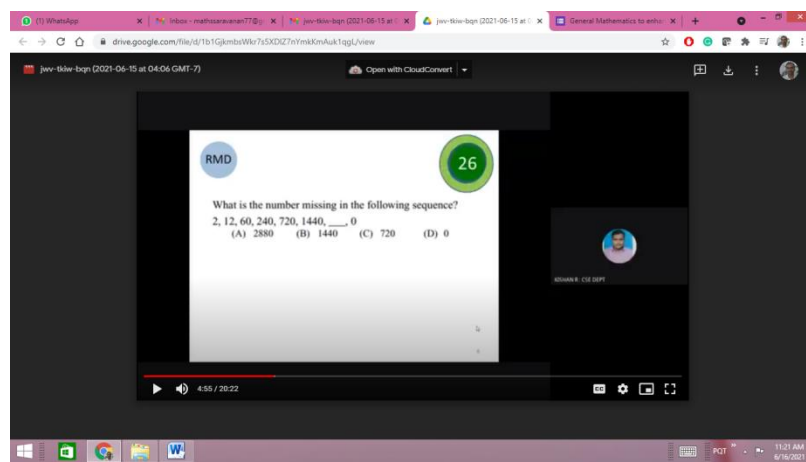 (1) WhatsApp
Inbox - mathssaravanan77@g
jwv-tkiw-bqn (2021-06-15 at
jwv-tkiw-bqn (2021-06-15 at
General Mathematics to enha
drive.google.com/file/d/
/view
jwv-tkiw-bqn (2021-06-15 at 04:06 GMT-7)
Open with CloudConvert
RMD
26
What is the number missing in the following sequence?
2, 12, 60, 240, 720, 1440, ___, 0
(A) 2880 (B) 1440 (C) 720 (D) 0
KISHAN R: CSE DEPT
4:55 / 20:22
CC
PQT
11:21 AM
6/16/2021